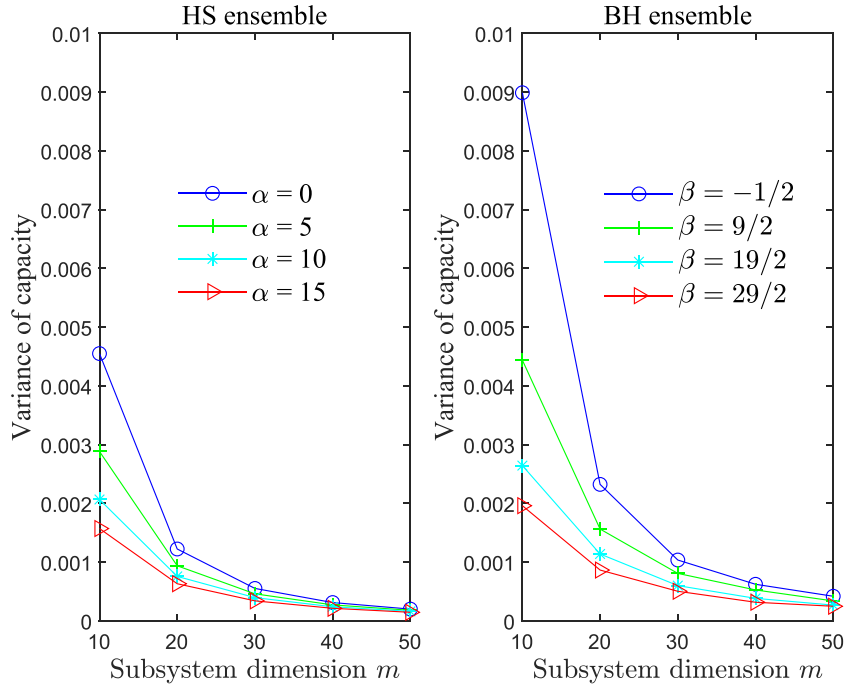 HS ensemble
0.01
0.009
0.008
0.007
0.006
0.005
0.004
0.003
0.002
0.001
0
Variance of capacity
α = 0
α = 5
α = 10
α = 15
10 20 30 40 50
Subsystem dimension m
BH ensemble
0.01
0.009
0.008
0.007
0.006
0.005
0.004
0.003
0.002
0.001
0
Variance of capacity
β = −1/2
β = 9/2
β = 19/2
β = 29/2
10 20 30 40 50
Subsystem dimension m